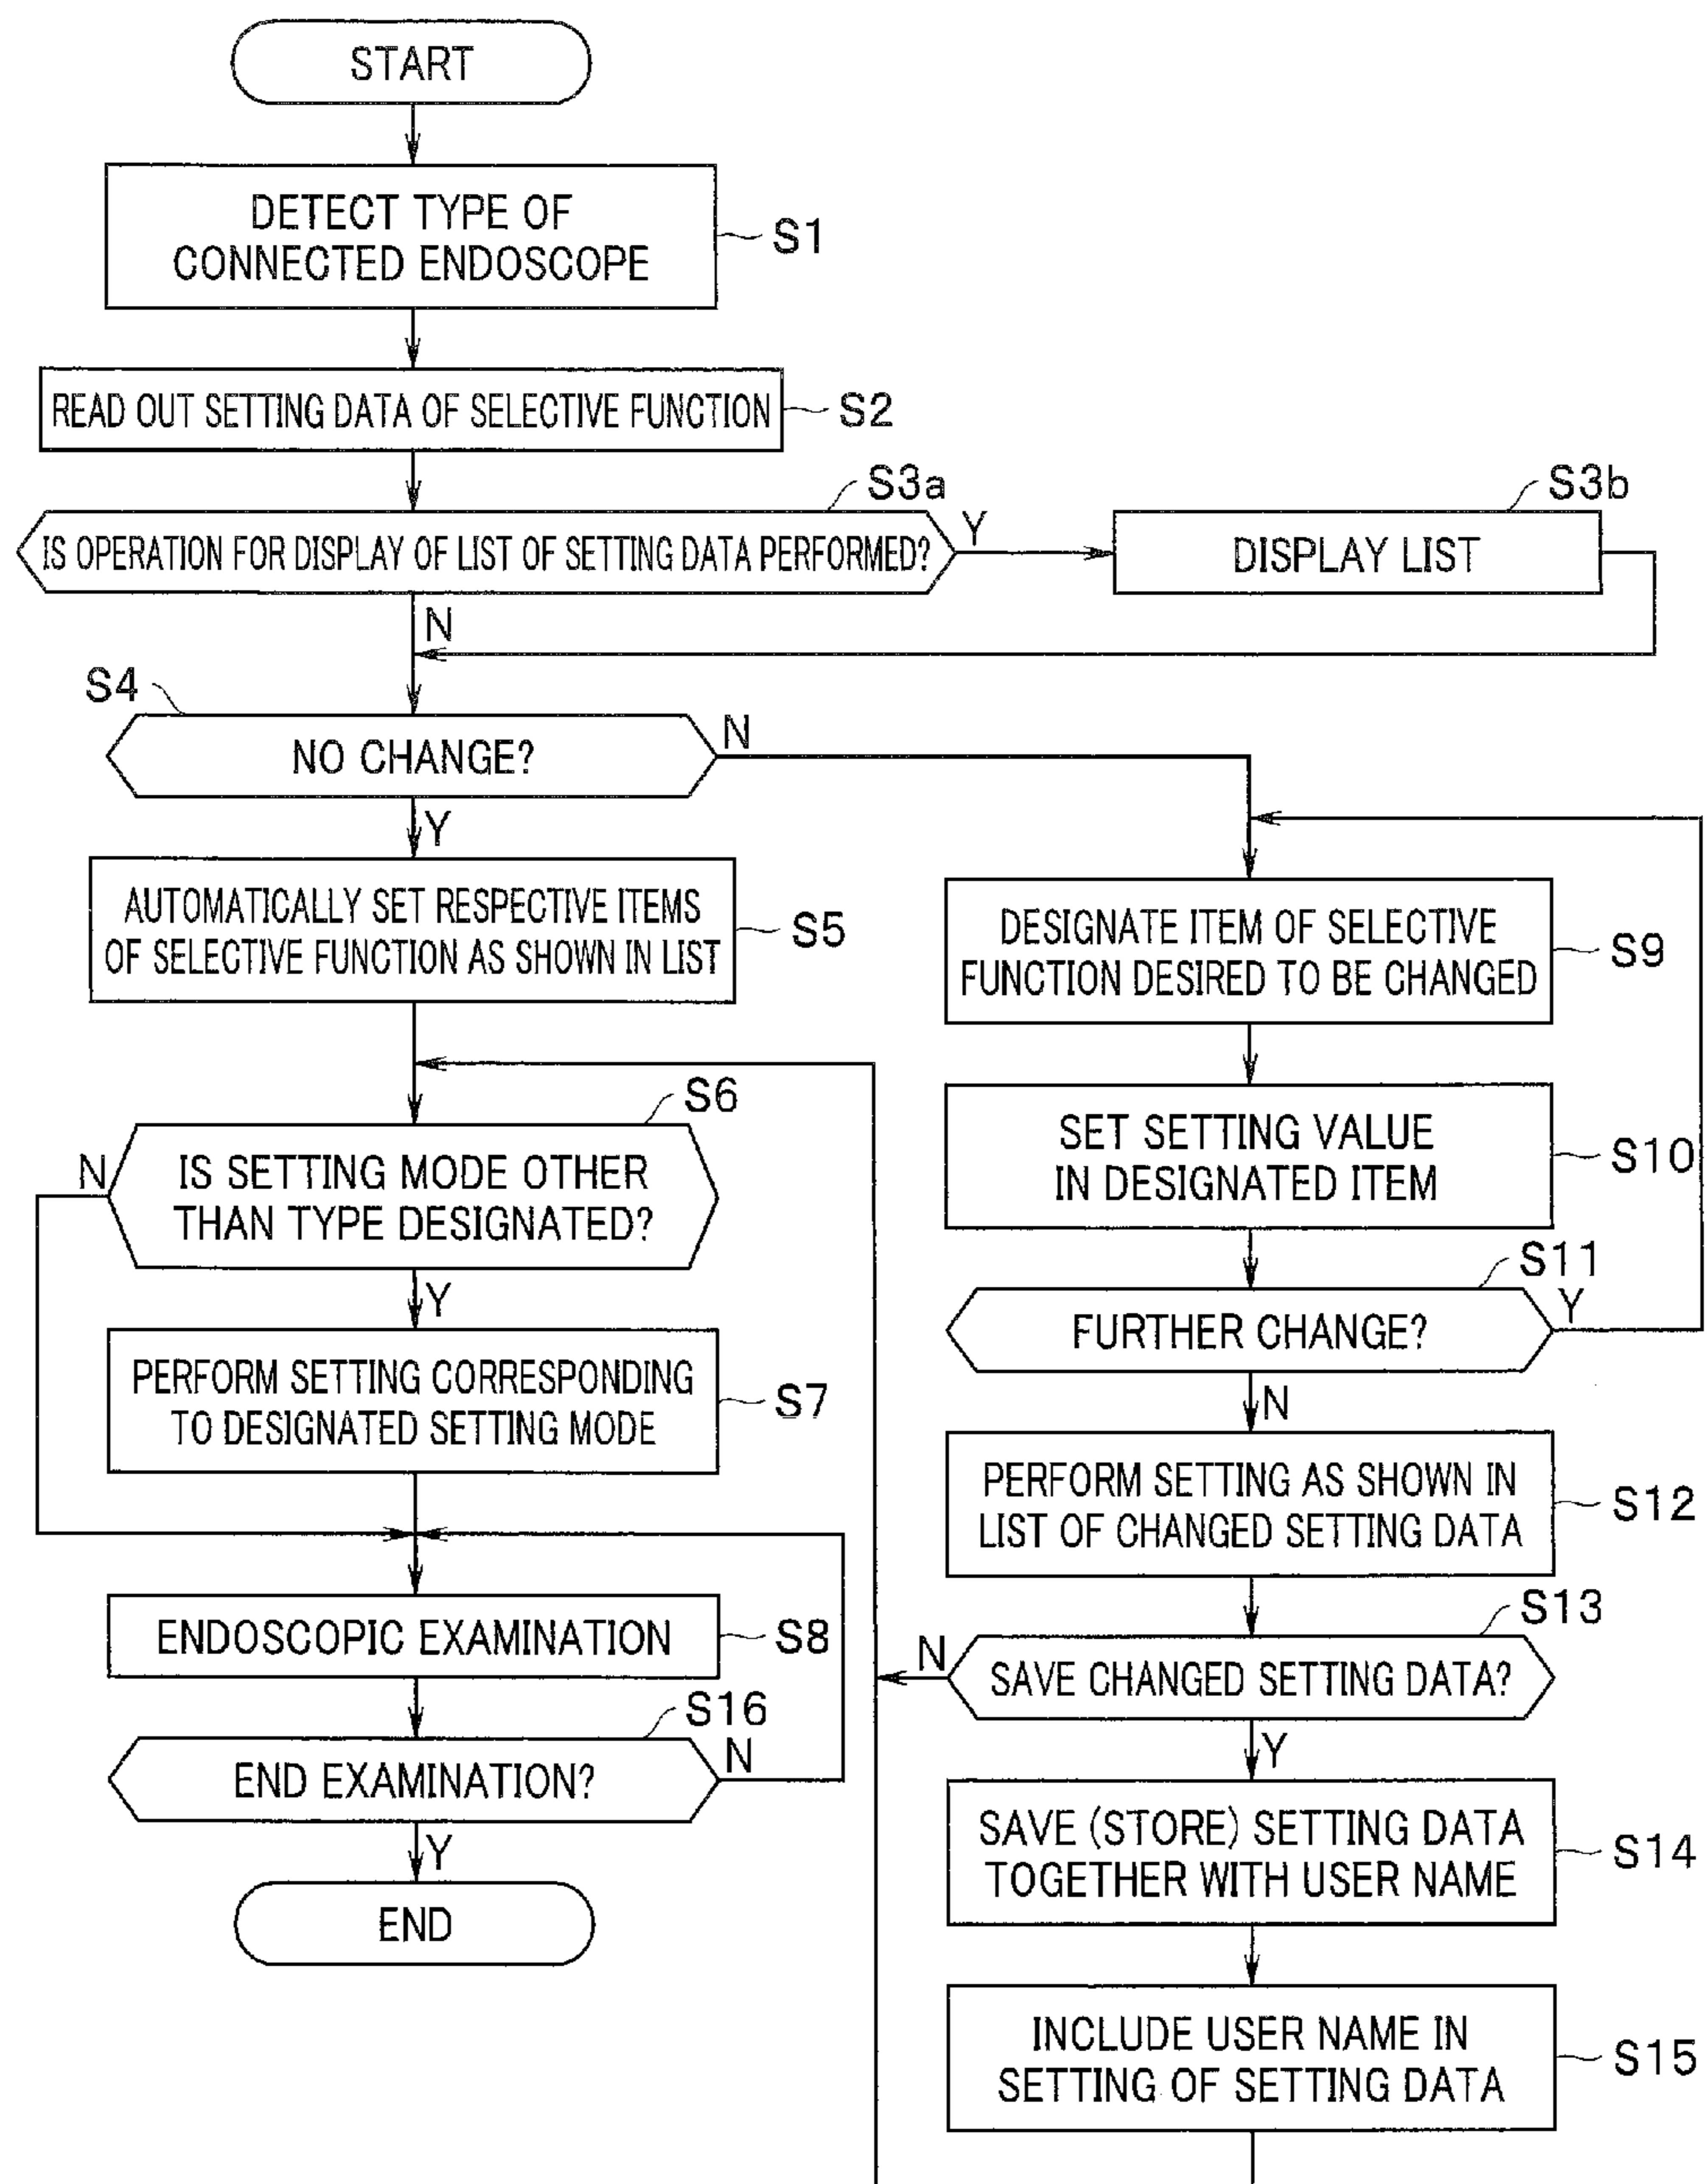 START
DETECT TYPE OF
CONNECTED ENDOSCOPE
S1
READ OUT SETTING DATA OF SELECTIVE FUNCTION
S2
S3a
IS OPERATION FOR DISPLAY OF LIST OF SETTING DATA PERFORMED?
Y
S3b
DISPLAY LIST
N
S4
NO CHANGE?
N
Y
AUTOMATICALLY SET RESPECTIVE ITEMS
OF SELECTIVE FUNCTION AS SHOWN IN LIST
S5
S6
N
IS SETTING MODE OTHER
THAN TYPE DESIGNATED?
Y
PERFORM SETTING CORRESPONDING
TO DESIGNATED SETTING MODE
S7
ENDOSCOPIC EXAMINATION
S8
S16
END EXAMINATION?
N
Y
END
DESIGNATE ITEM OF SELECTIVE
FUNCTION DESIRED TO BE CHANGED
S9
SET SETTING VALUE
IN DESIGNATED ITEM
S10
S11
FURTHER CHANGE?
Y
N
PERFORM SETTING AS SHOWN IN
LIST OF CHANGED SETTING DATA
S12
S13
N
SAVE CHANGED SETTING DATA?
Y
SAVE (STORE) SETTING DATA
TOGETHER WITH USER NAME
S14
INCLUDE USER NAME IN
SETTING OF SETTING DATA
S15